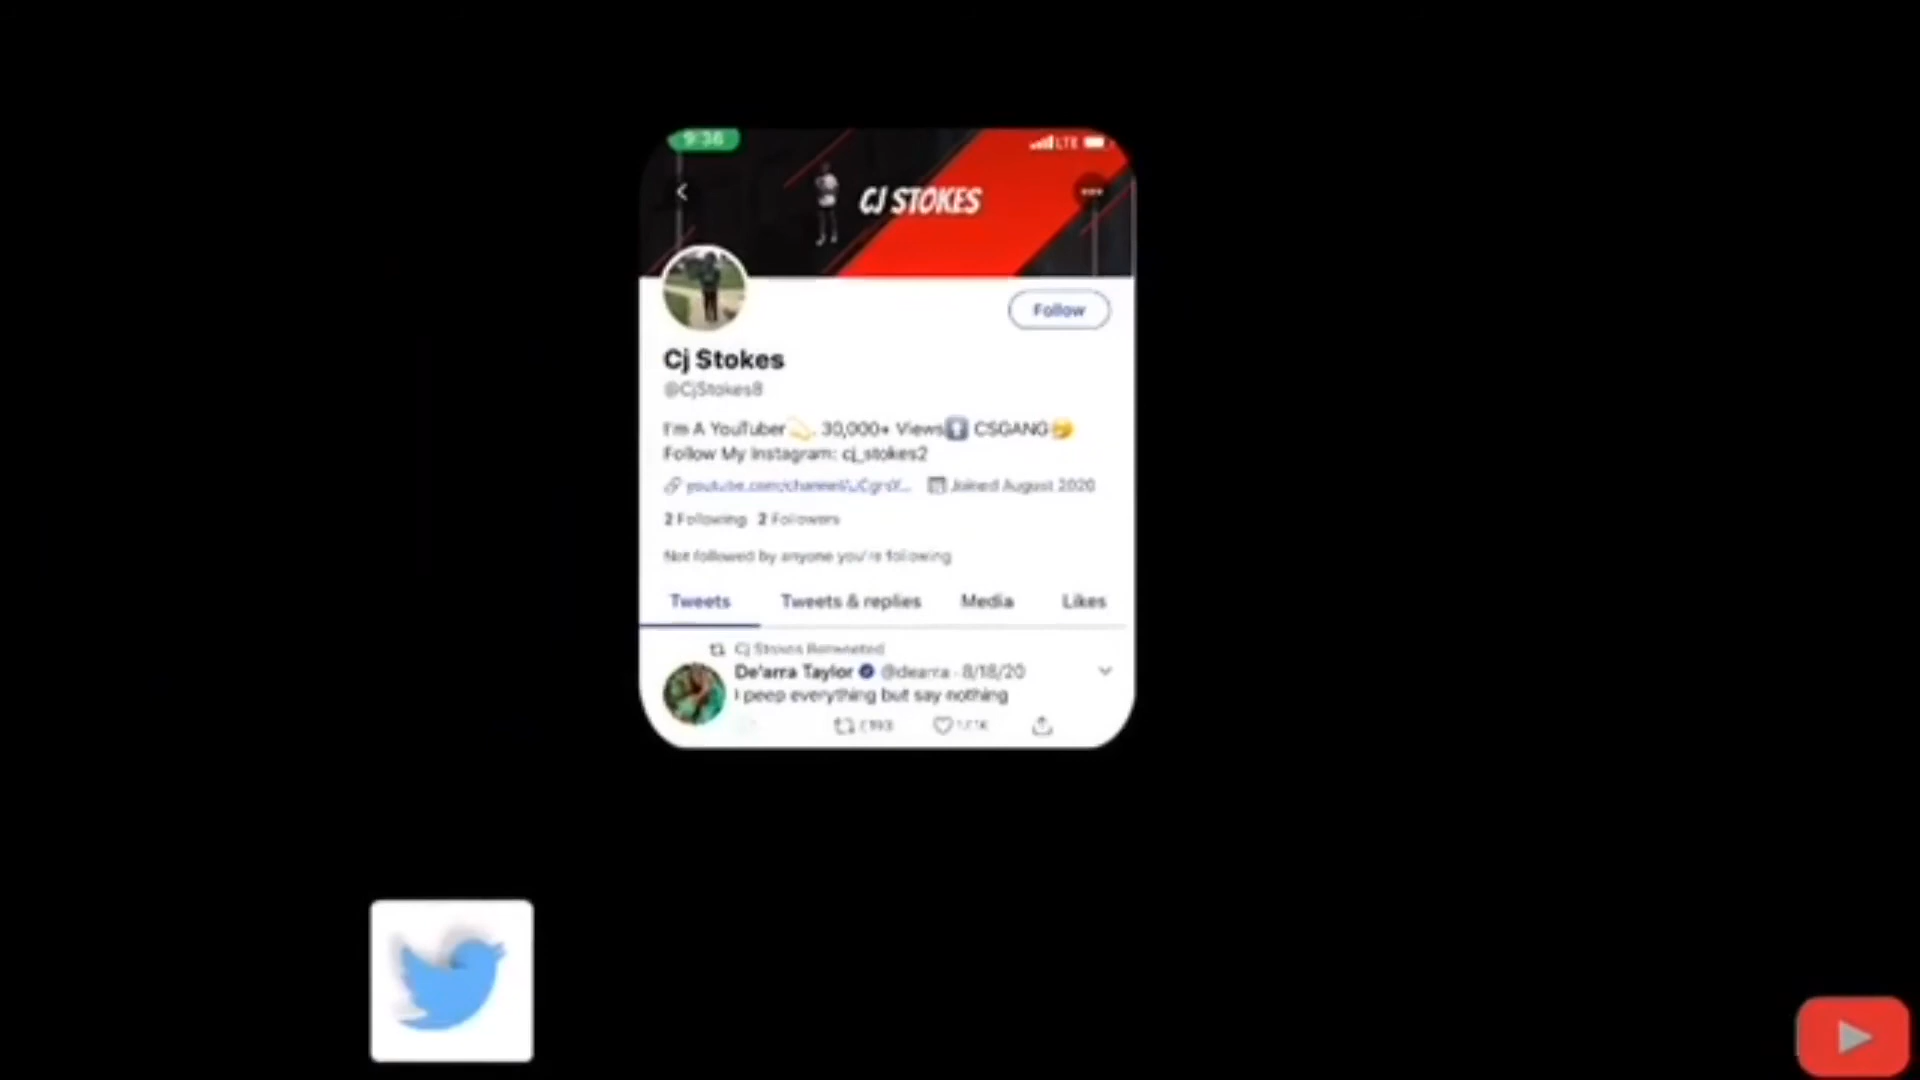 9:36
LTE
CJ STOKES
Follow
Cj Stokes
@CjStokes8
I'm A YouTuber💫. 30,000+ Views⬆️ CSGANG🤧
Follow My Instagram: cj_stokes2
Joined August 2020
2 Following 2 Followers
Not followed by anyone you're following
Tweets Tweets & replies Media Likes
Cj Stokes Retweeted
De'arra Taylor @dearra · 8/18/20
I peep everything but say nothing